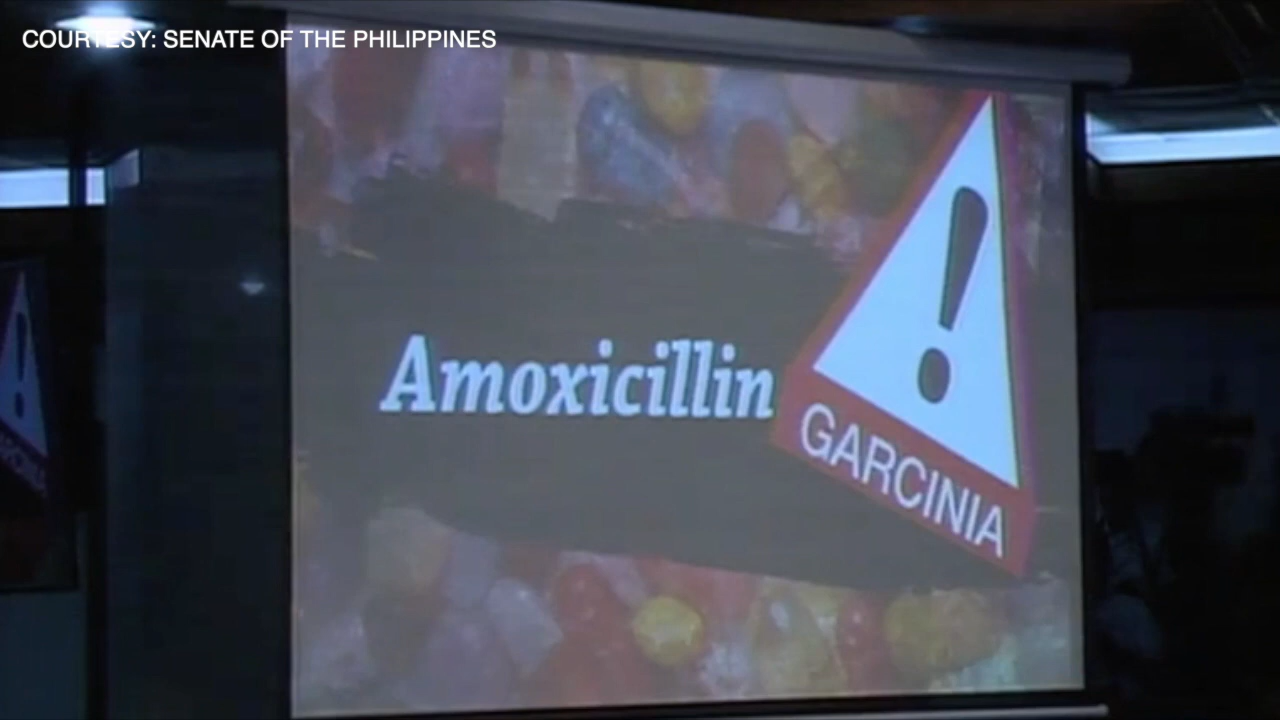 COURTESY: SENATE OF THE PHILIPPINES
!
Amoxicillin
GARCINIA